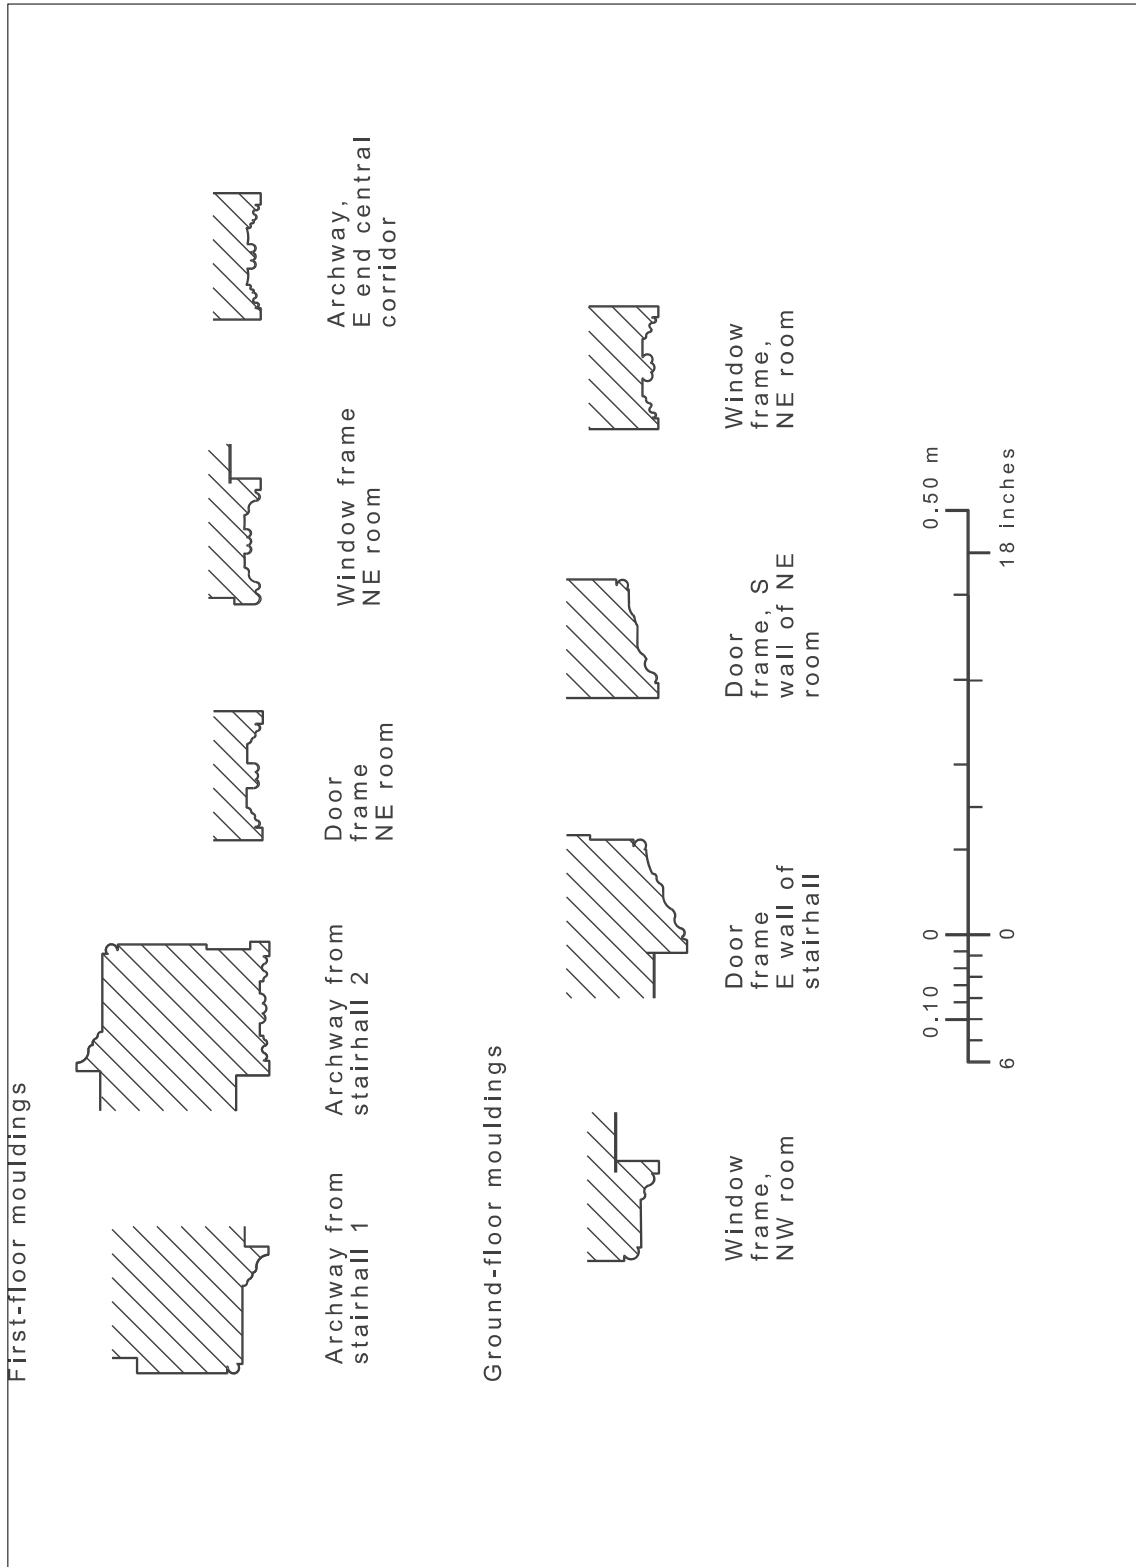 First-floor mouldings
Archway from
stairhall 1
Archway from
stairhall 2
Door
frame
NE room
Window frame
NE room
Archway,
E end central
corridor
Ground-floor mouldings
Window
frame,
NW room
Door
frame
E wall of
stairhall
Door
frame, S
wall of NE
room
Window
frame,
NE room
0.10 0 0.50 m
6 0 18 inches